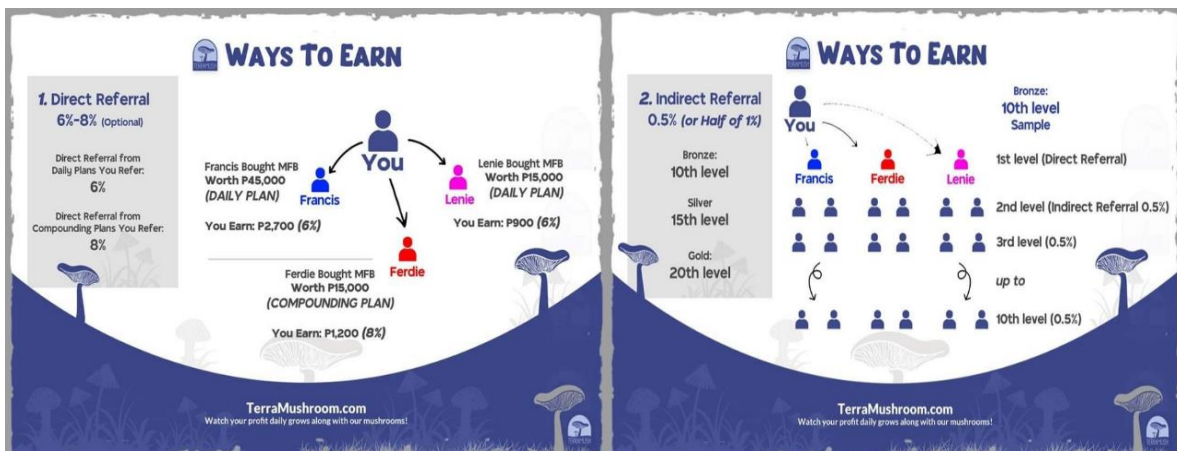 WAYS TO EARN
1. Direct Referral
6%-8% (Optional)
Direct Referral from
Daily Plans You Refer:
6%
Direct Referral from
Compounding Plans You Refer:
8%
You
Francis Bought MFB
Worth P45,000
(DAILY PLAN)
You Earn: P2,700 (6%)
Francis
Lenie Bought MFB
Worth P15,000
(DAILY PLAN)
You Earn: P900 (6%)
Lenie
Ferdie
Ferdie Bought MFB
Worth P15,000
(COMPOUNDING PLAN)
You Earn: P1,200 (8%)
TerraMushroom.com
Watch your profit daily grows along with our mushrooms!
TERRAMUSH
WAYS TO EARN
2. Indirect Referral
0.5% (or Half of 1%)
Bronze:
10th level
Silver
15th level
Gold:
20th level
You
Bronze:
10th level
Sample
Francis
Ferdie
Lenie
1st level (Direct Referral)
2nd level (Indirect Referral 0.5%)
3rd level (0.5%)
up to
10th level (0.5%)
TerraMushroom.com
Watch your profit daily grows along with our mushrooms!
TERRAMUSH